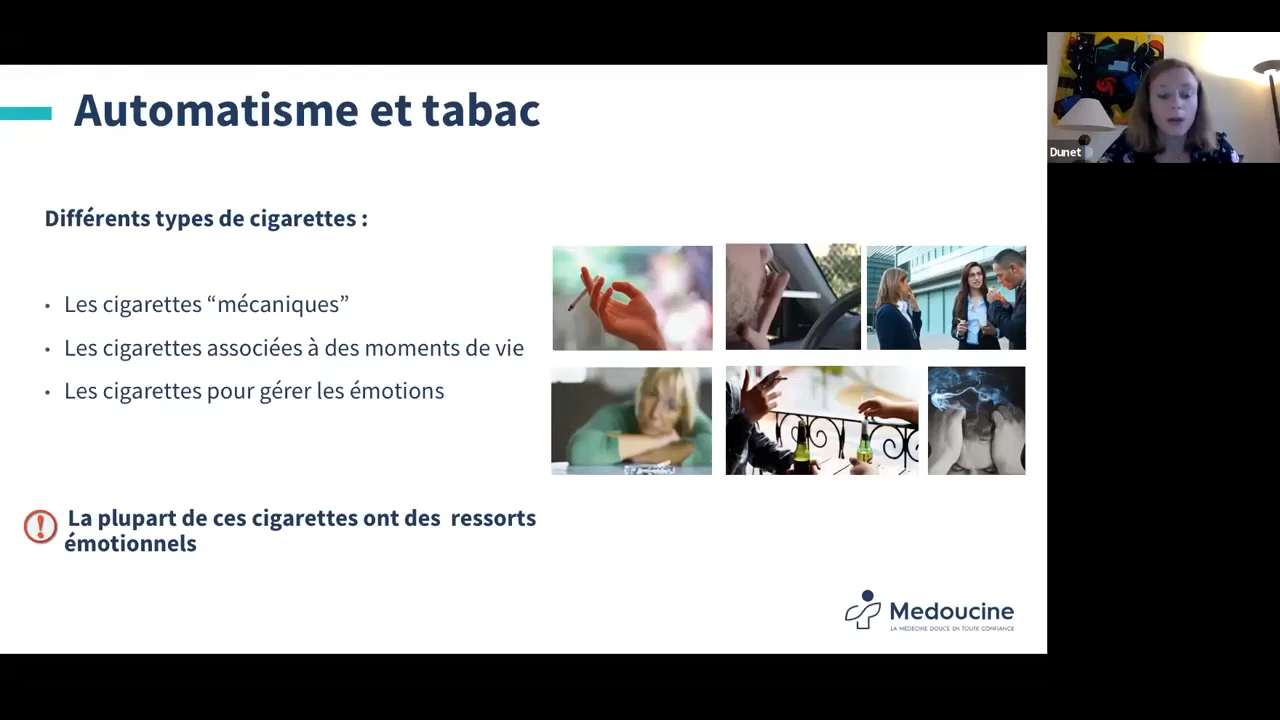 Automatisme et tabac
Différents types de cigarettes :
• Les cigarettes “mécaniques”
• Les cigarettes associées à des moments de vie
• Les cigarettes pour gérer les émotions
La plupart de ces cigarettes ont des  ressorts
émotionnels
Medoucine
LA MÉDECINE DOUCE EN TOUTE CONFIANCE
Dunet